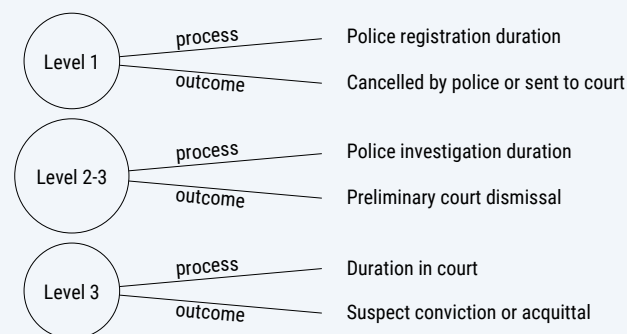 process
Police registration duration
Level 1
outcome
Cancelled by police or sent to court
process
Police investigation duration
Level 2-3
outcome
Preliminary court dismissal
process
Duration in court
Level 3
outcome
Suspect conviction or acquittal